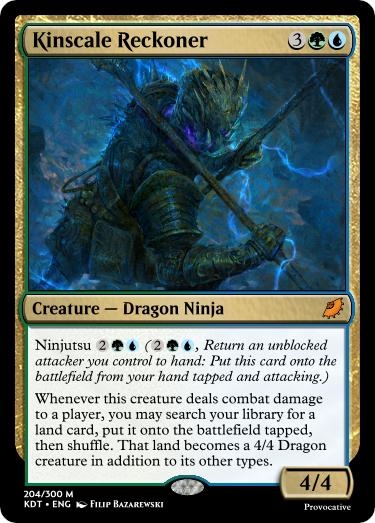 Kinscale Reckoner 3
Creature — Dragon Ninja
Ninjutsu 2 (2, Return an unblocked
attacker you control to hand: Put this card onto the
battlefield from your hand tapped and attacking.)
Whenever this creature deals combat damage
to a player, you may search your library for a
land card, put it onto the battlefield tapped,
then shuffle. That land becomes a 4/4 Dragon
creature in addition to its other types.
4/4
204/300 M
KDT • ENG Filip Bazarewski
Provocative